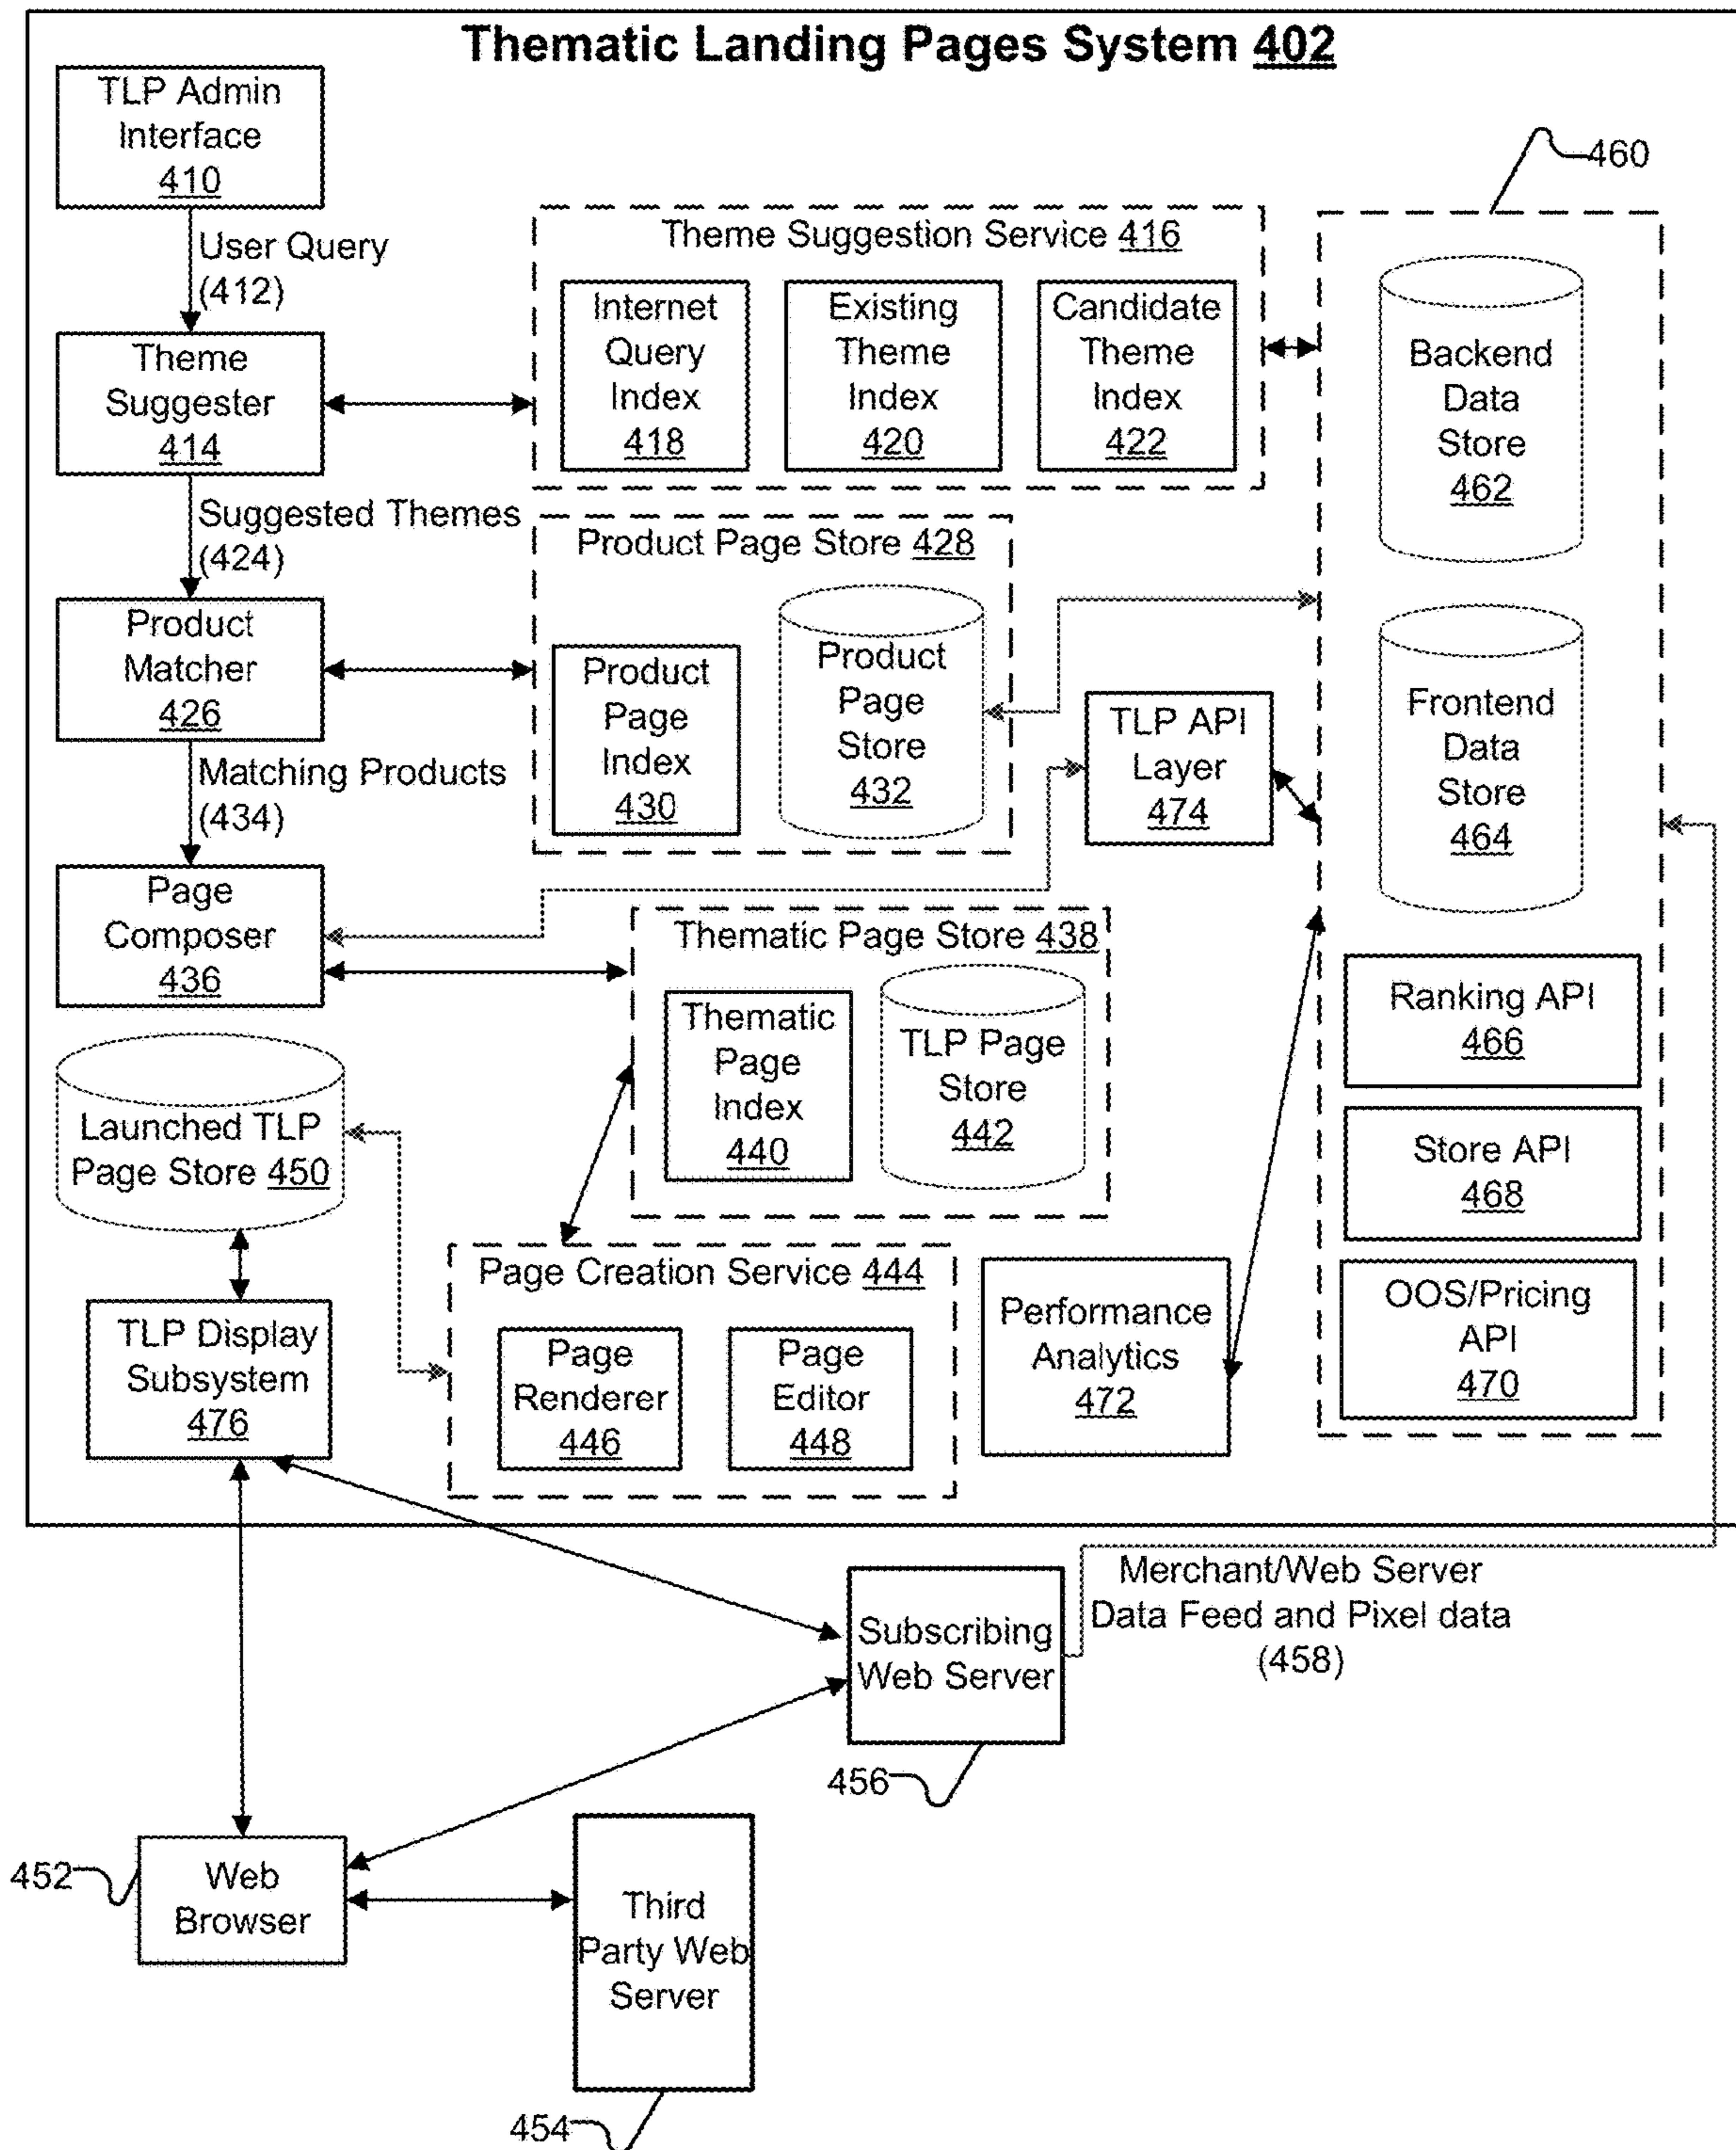 Thematic Landing Pages System 402
TLP Admin
Interface
410
User Query
(412)
Theme
Suggester
414
Suggested Themes
(424)
Product
Matcher
426
Matching Products
(434)
Page
Composer
436
Launched TLP
Page Store 450
TLP Display
Subsystem
476
Theme Suggestion Service 416
Internet
Query
Index
418
Existing
Theme
Index
420
Candidate
Theme
Index
422
Product Page Store 428
Product
Page
Index
430
Product
Page
Store
432
TLP API
Layer
474
Thematic Page Store 438
Thematic
Page
Index
440
TLP Page
Store
442
Page Creation Service 444
Page
Renderer
446
Page
Editor
448
Performance
Analytics
472
460
Backend
Data
Store
462
Frontend
Data
Store
464
Ranking API
466
Store API
468
OOS/Pricing
API
470
Merchant/Web Server
Data Feed and Pixel data
(458)
Subscribing
Web Server
456
452
Web
Browser
Third
Party Web
Server
454